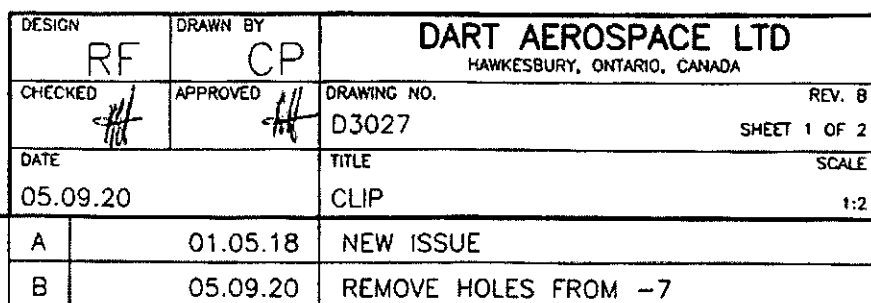 DESIGN DRAWN BY DART AEROSPACE LTD
RF CP HAWKESBURY, ONTARIO, CANADA
CHECKED APPROVED DRAWING NO. REV. B
D3027 SHEET 1 OF 2
DATE TITLE SCALE
05.09.20 CLIP 1:2
A 01.05.18 NEW ISSUE
B 05.09.20 REMOVE HOLES FROM -7